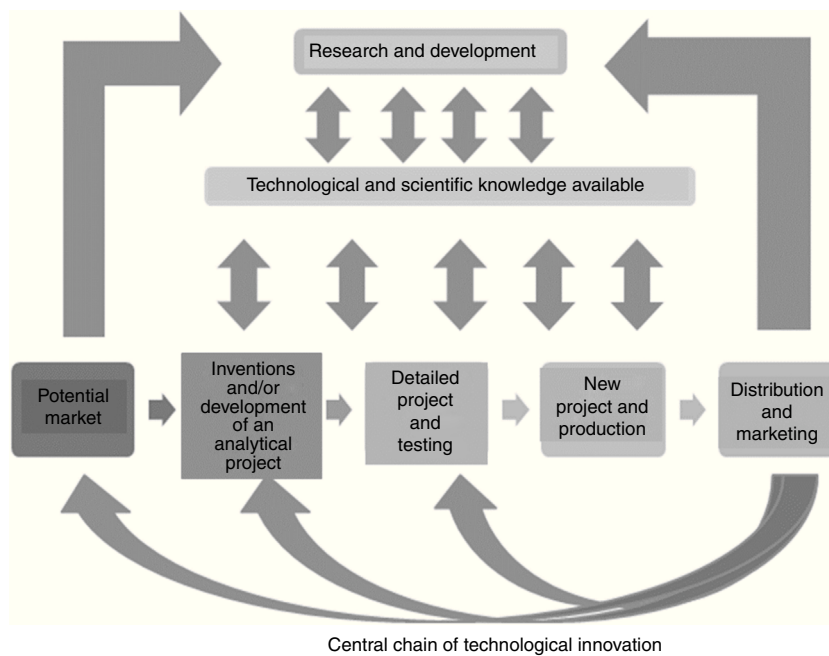 Research and development
Technological and scientific knowledge available
Potential
market
Inventions
and/or
development
of an
analytical
project
Detailed
project
and
testing
New
project and
production
Distribution
and
marketing
Central chain of technological innovation